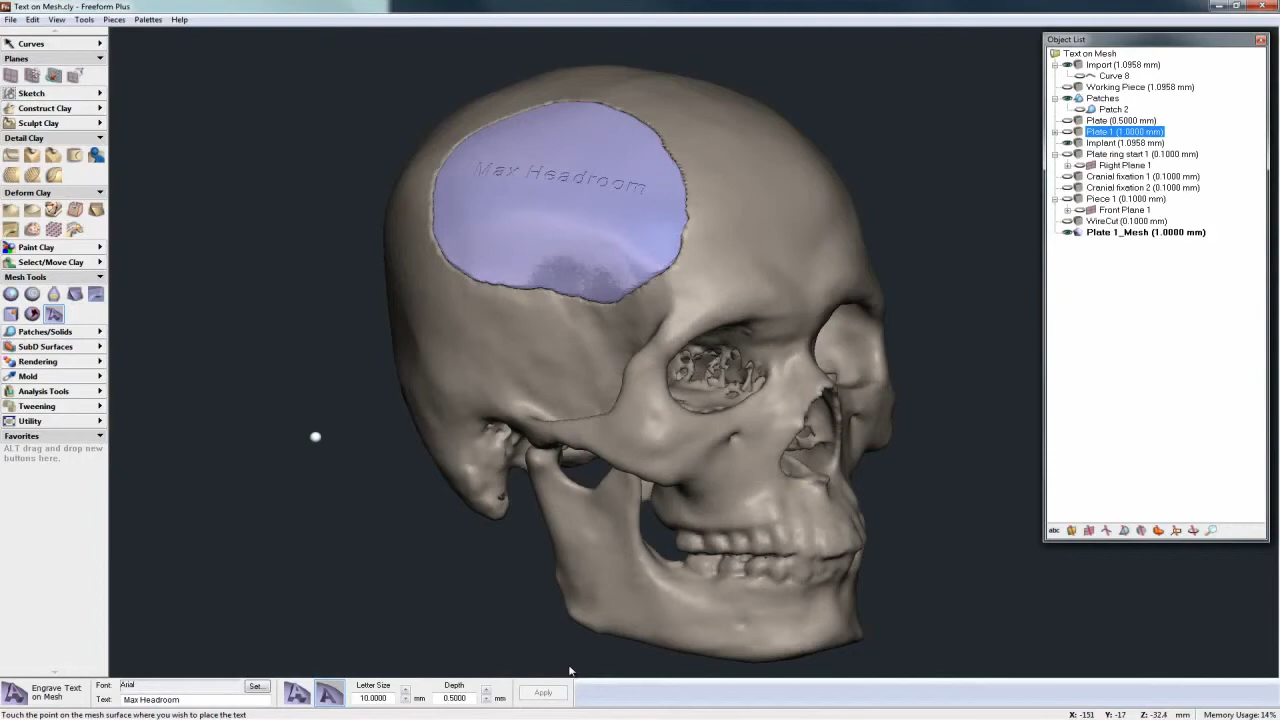 Text on Mesh.cly - Freeform Plus
File Edit View Tools Pieces Palettes Help
Curves
Planes
Sketch
Construct Clay
Sculpt Clay
Detail Clay
Deform Clay
Paint Clay
Select/Move Clay
Mesh Tools
Patches/Solids
SubD Surfaces
Rendering
Mold
Analysis Tools
Tweening
Utility
Favorites
ALT drag and drop new
buttons here.
Max Headroom
Object List
Text on Mesh
Import (1.0958 mm)
Curve 8
Working Piece (1.0958 mm)
Patches
Patch 2
Plate (0.5000 mm)
Plate 1 (1.0000 mm)
Implant (1.0958 mm)
Plate ring start 1 (0.1000 mm)
Right Plane 1
Cranial fixation 1 (0.1000 mm)
Cranial fixation 2 (0.1000 mm)
Piece 1 (0.1000 mm)
Front Plane 1
WireCut (0.1000 mm)
Plate 1_Mesh (1.0000 mm)
abc
Engrave Text
on Mesh
Font: Arial Set...
Text: Max Headroom
Letter Size
10.0000 mm
Depth
0.5000 mm
Apply
Touch the point on the mesh surface where you wish to place the text
X: -151 Y: -17 Z: -32.4 mm Memory Usage: 14%